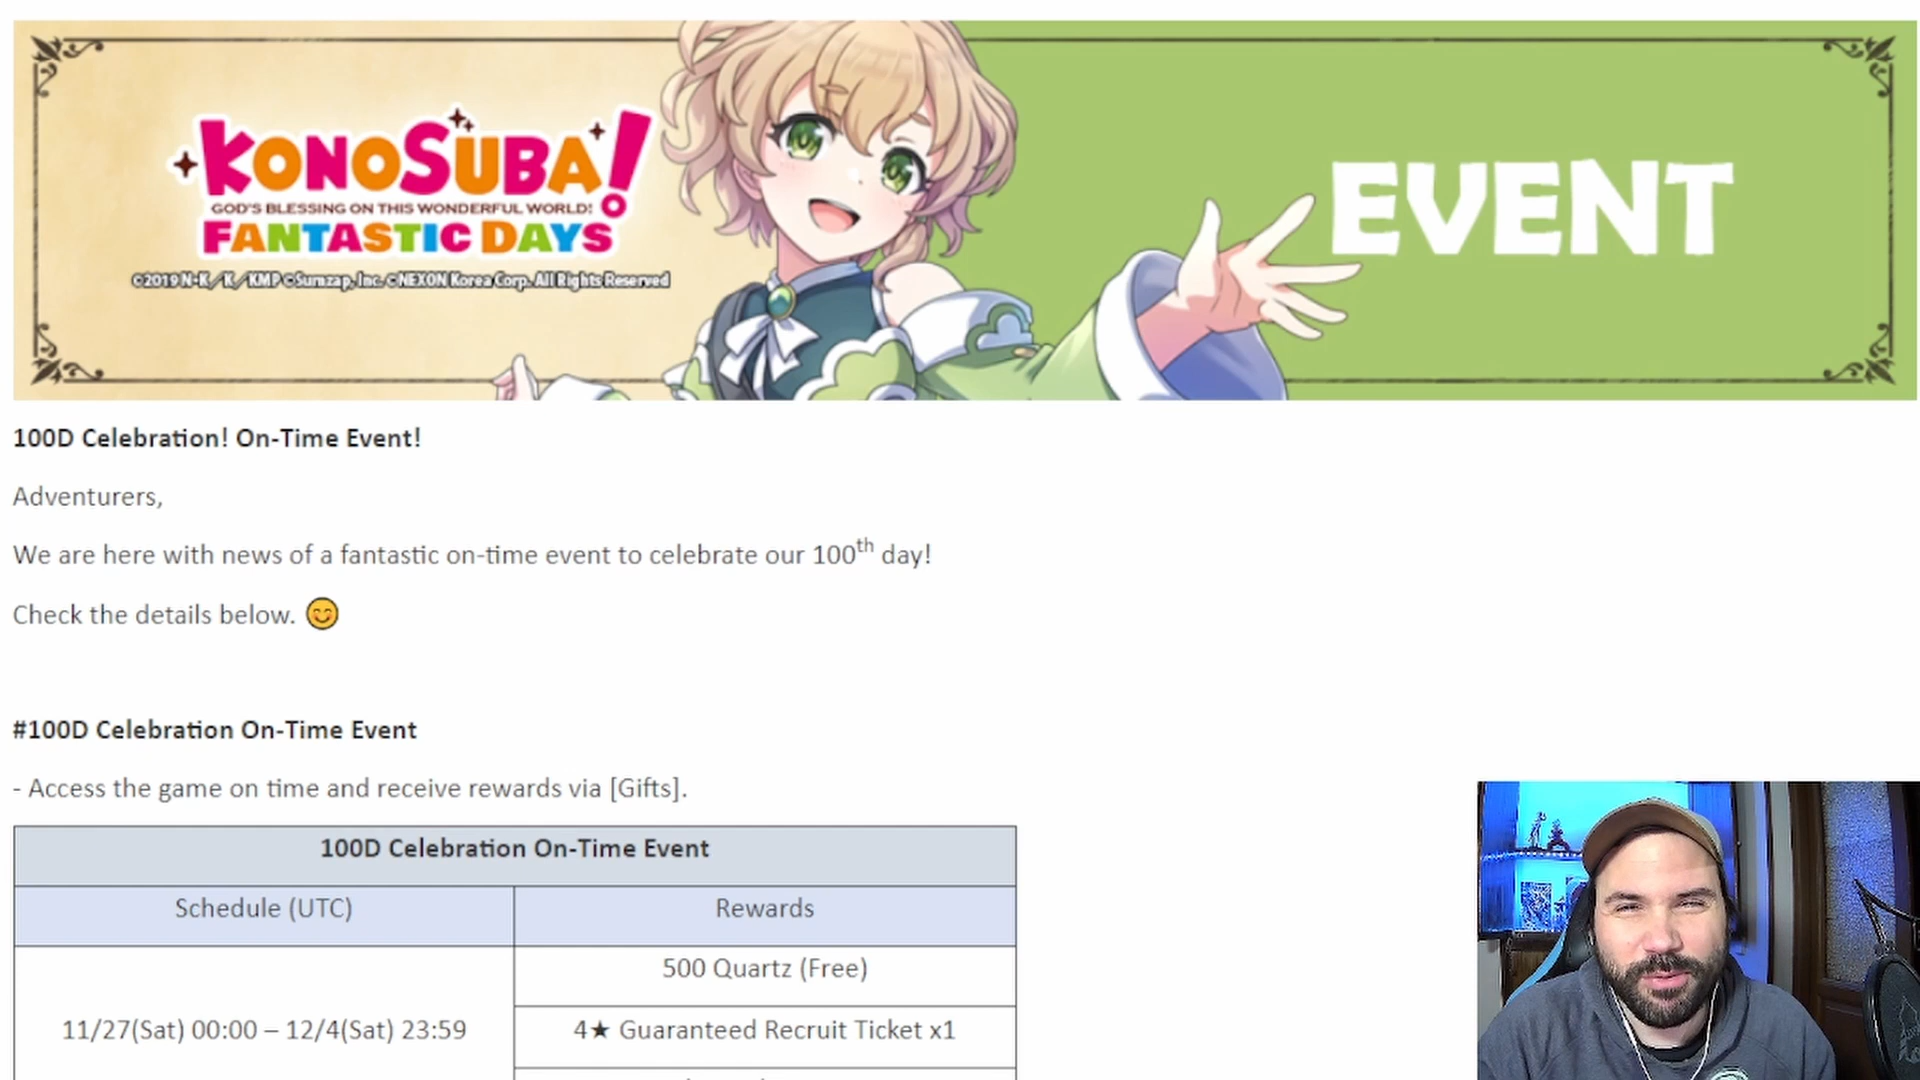 KONOSUBA!
GOD'S BLESSING ON THIS WONDERFUL WORLD!
FANTASTIC DAYS
©2019 N·K/K/KMP ©Sumzap, Inc. ©NEXON Korea Corp. All Rights Reserved
EVENT
100D Celebration! On-Time Event!
Adventurers,
We are here with news of a fantastic on-time event to celebrate our 100th day!
Check the details below. 😊
#100D Celebration On-Time Event
- Access the game on time and receive rewards via [Gifts].
100D Celebration On-Time Event
Schedule (UTC)
Rewards
500 Quartz (Free)
11/27(Sat) 00:00 – 12/4(Sat) 23:59
4★ Guaranteed Recruit Ticket x1